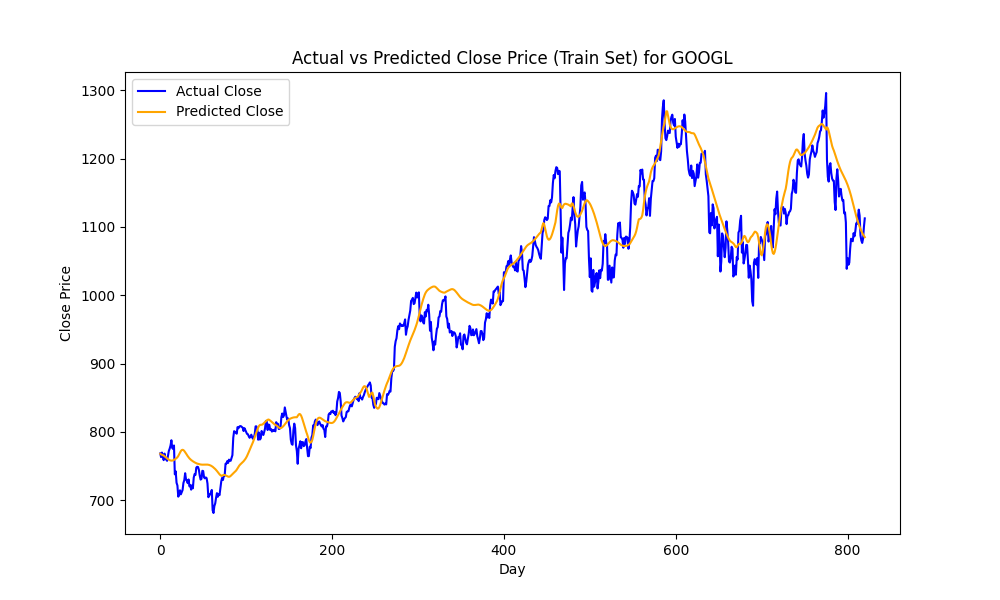 Actual vs Predicted Close Price (Train Set) for GOOGL
Actual Close
Predicted Close
1300
1200
1100
1000
900
800
700
Close Price
0 200 400 600 800
Day